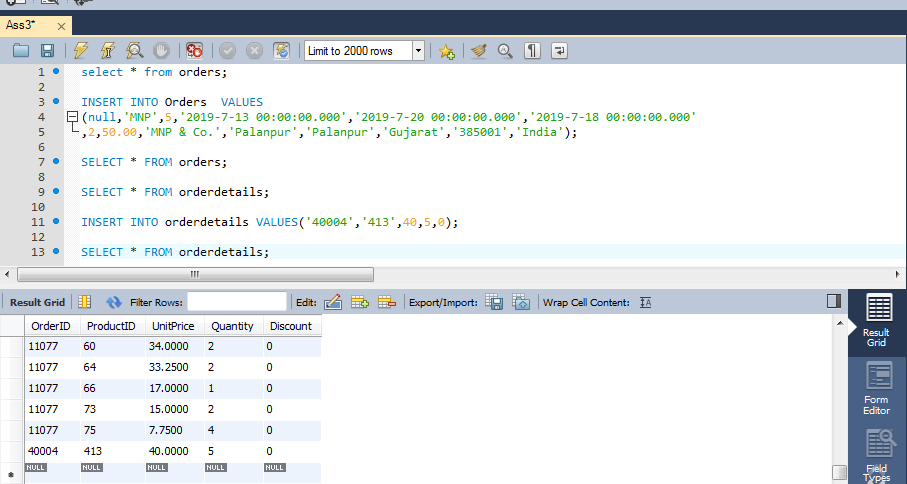 Ass3*
Limit to 2000 rows
1 select * from orders;
2
3 INSERT INTO Orders  VALUES
4 (null,'MNP',5,'2019-7-13 00:00:00.000','2019-7-20 00:00:00.000','2019-7-18 00:00:00.000'
5 ,2,50.00,'MNP & Co.','Palanpur','Palanpur','Gujarat','385001','India');
6
7 SELECT * FROM orders;
8
9 SELECT * FROM orderdetails;
10
11 INSERT INTO orderdetails VALUES('40004','413',40,5,0);
12
13 SELECT * FROM orderdetails;
Result Grid Filter Rows: Edit: Export/Import: Wrap Cell Content: IA
OrderID ProductID UnitPrice Quantity Discount
11077 60 34.0000 2 0
11077 64 33.2500 2 0
11077 66 17.0000 1 0
11077 73 15.0000 2 0
11077 75 7.7500 4 0
40004 413 40.0000 5 0
* NULL NULL NULL NULL NULL
Result
Grid
Form
Editor
Field
Types